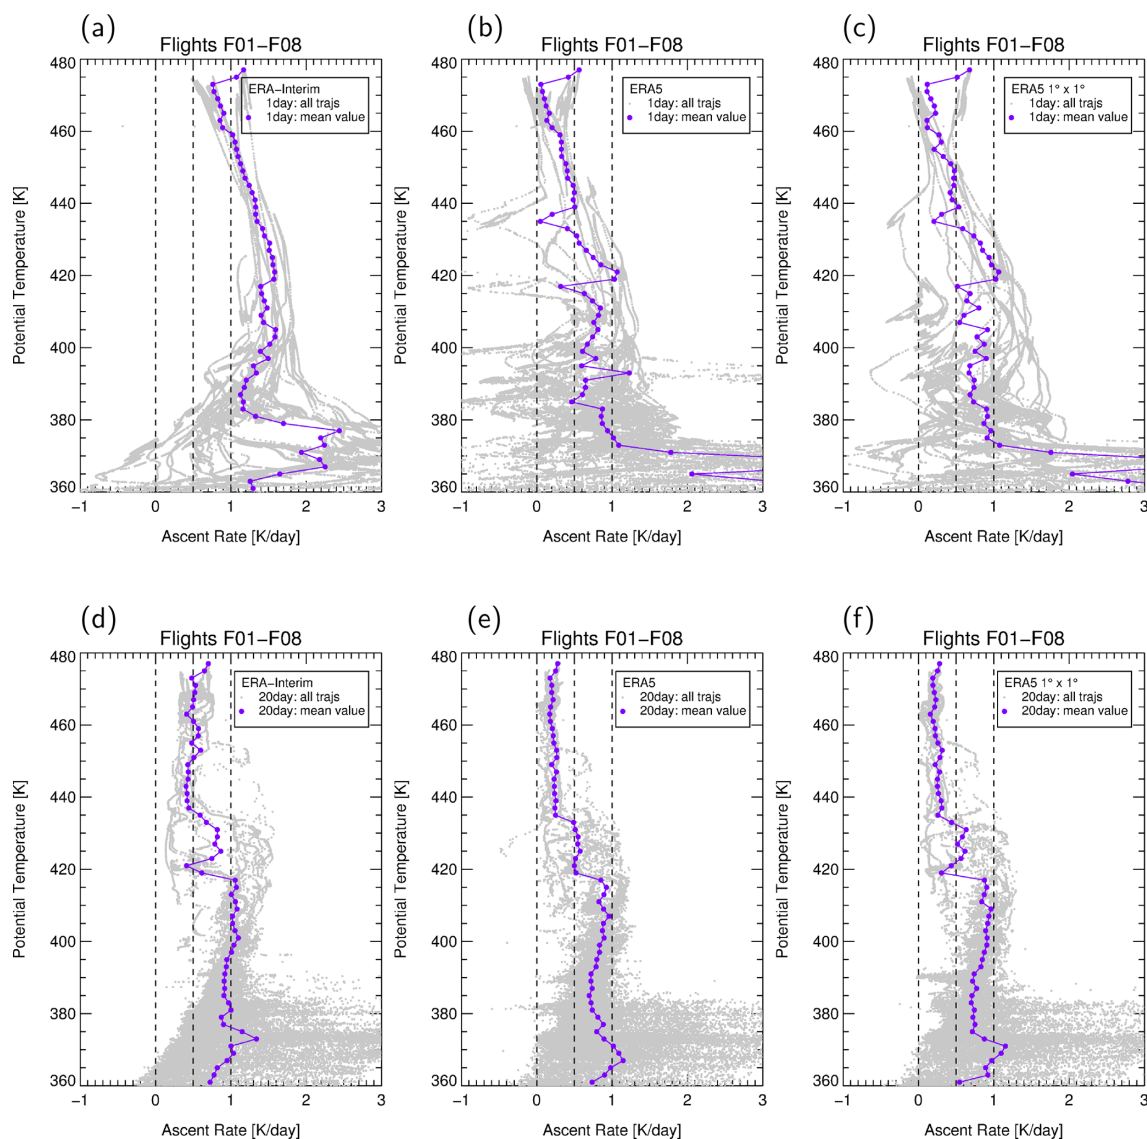 (a)
Flights F01−F08
ERA−Interim
1day: all trajs
1day: mean value
480
460
440
420
400
380
360
Potential Temperature [K]
−1 0 1 2 3
Ascent Rate [K/day]
(b)
Flights F01−F08
ERA5
1day: all trajs
1day: mean value
480
460
440
420
400
380
360
Potential Temperature [K]
−1 0 1 2 3
Ascent Rate [K/day]
(c)
Flights F01−F08
ERA5 1° x 1°
1day: all trajs
1day: mean value
480
460
440
420
400
380
360
Potential Temperature [K]
−1 0 1 2 3
Ascent Rate [K/day]
(d)
Flights F01−F08
ERA−Interim
20day: all trajs
20day: mean value
480
460
440
420
400
380
360
Potential Temperature [K]
−1 0 1 2 3
Ascent Rate [K/day]
(e)
Flights F01−F08
ERA5
20day: all trajs
20day: mean value
480
460
440
420
400
380
360
Potential Temperature [K]
−1 0 1 2 3
Ascent Rate [K/day]
(f)
Flights F01−F08
ERA5 1° x 1°
20day: all trajs
20day: mean value
480
460
440
420
400
380
360
Potential Temperature [K]
−1 0 1 2 3
Ascent Rate [K/day]